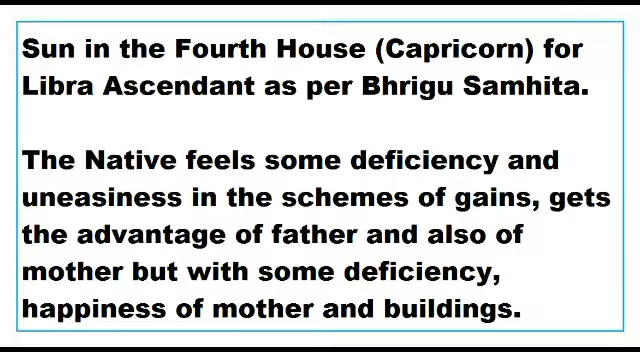 Sun in the Fourth House (Capricorn) for
Libra Ascendant as per Bhrigu Samhita.
The Native feels some deficiency and
uneasiness in the schemes of gains, gets
the advantage of father and also of
mother but with some deficiency,
happiness of mother and buildings.